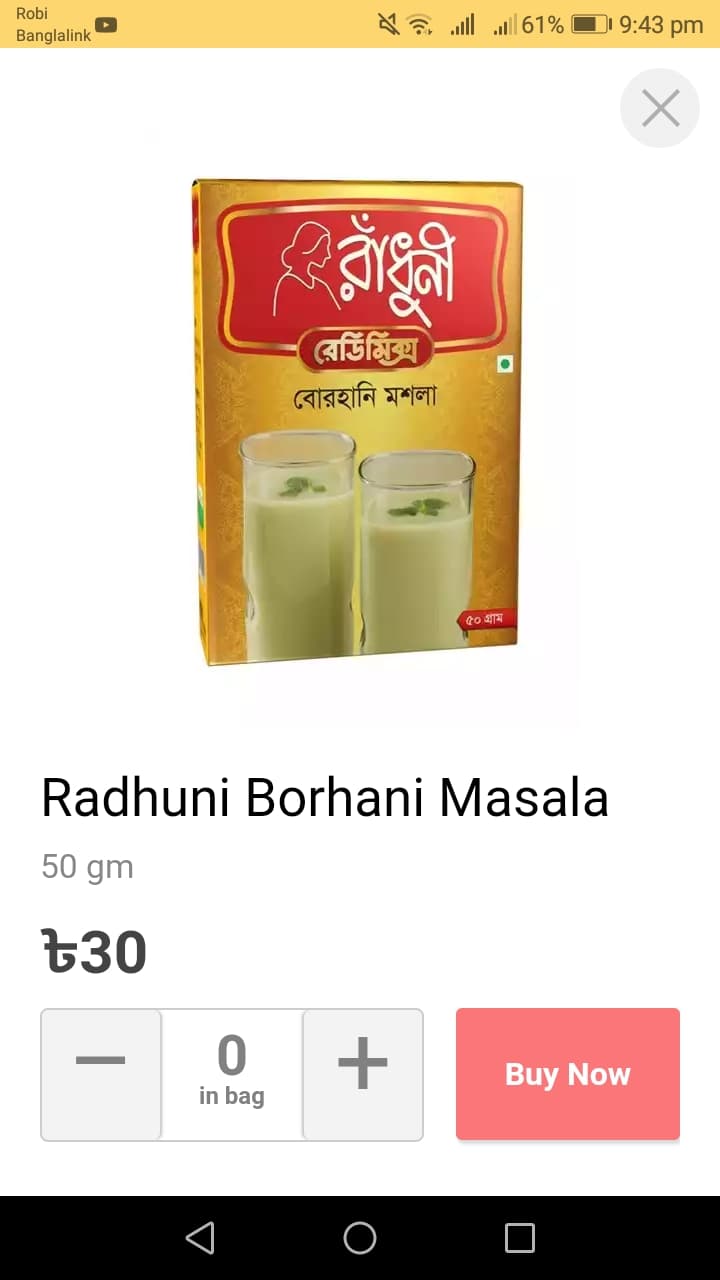 Robi
Banglalink
61% 9:43 pm
রাঁধুনী
রেডিমিক্স
বোরহানি মশলা
৫০ গ্রাম
Radhuni Borhani Masala
50 gm
৳30
0
in bag
Buy Now